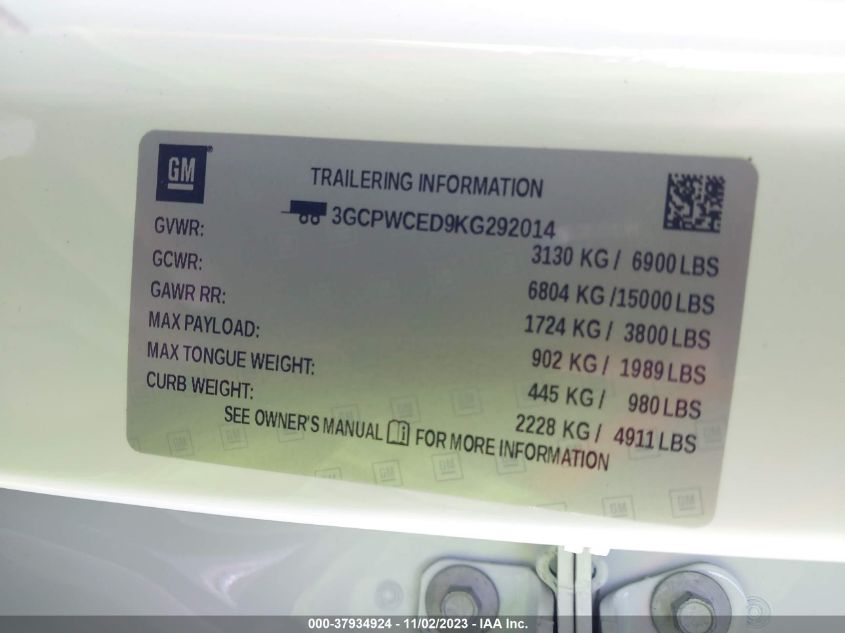 GM
TRAILERING INFORMATION
3GCPWCED9KG292014
GVWR: 3130 KG / 6900 LBS
GCWR: 6804 KG /15000 LBS
GAWR RR: 1724 KG / 3800 LBS
MAX PAYLOAD: 902 KG / 1989 LBS
MAX TONGUE WEIGHT: 445 KG / 980 LBS
CURB WEIGHT: 2228 KG / 4911 LBS
SEE OWNER'S MANUAL FOR MORE INFORMATION
000-37934924 - 11/02/2023 - IAA Inc.